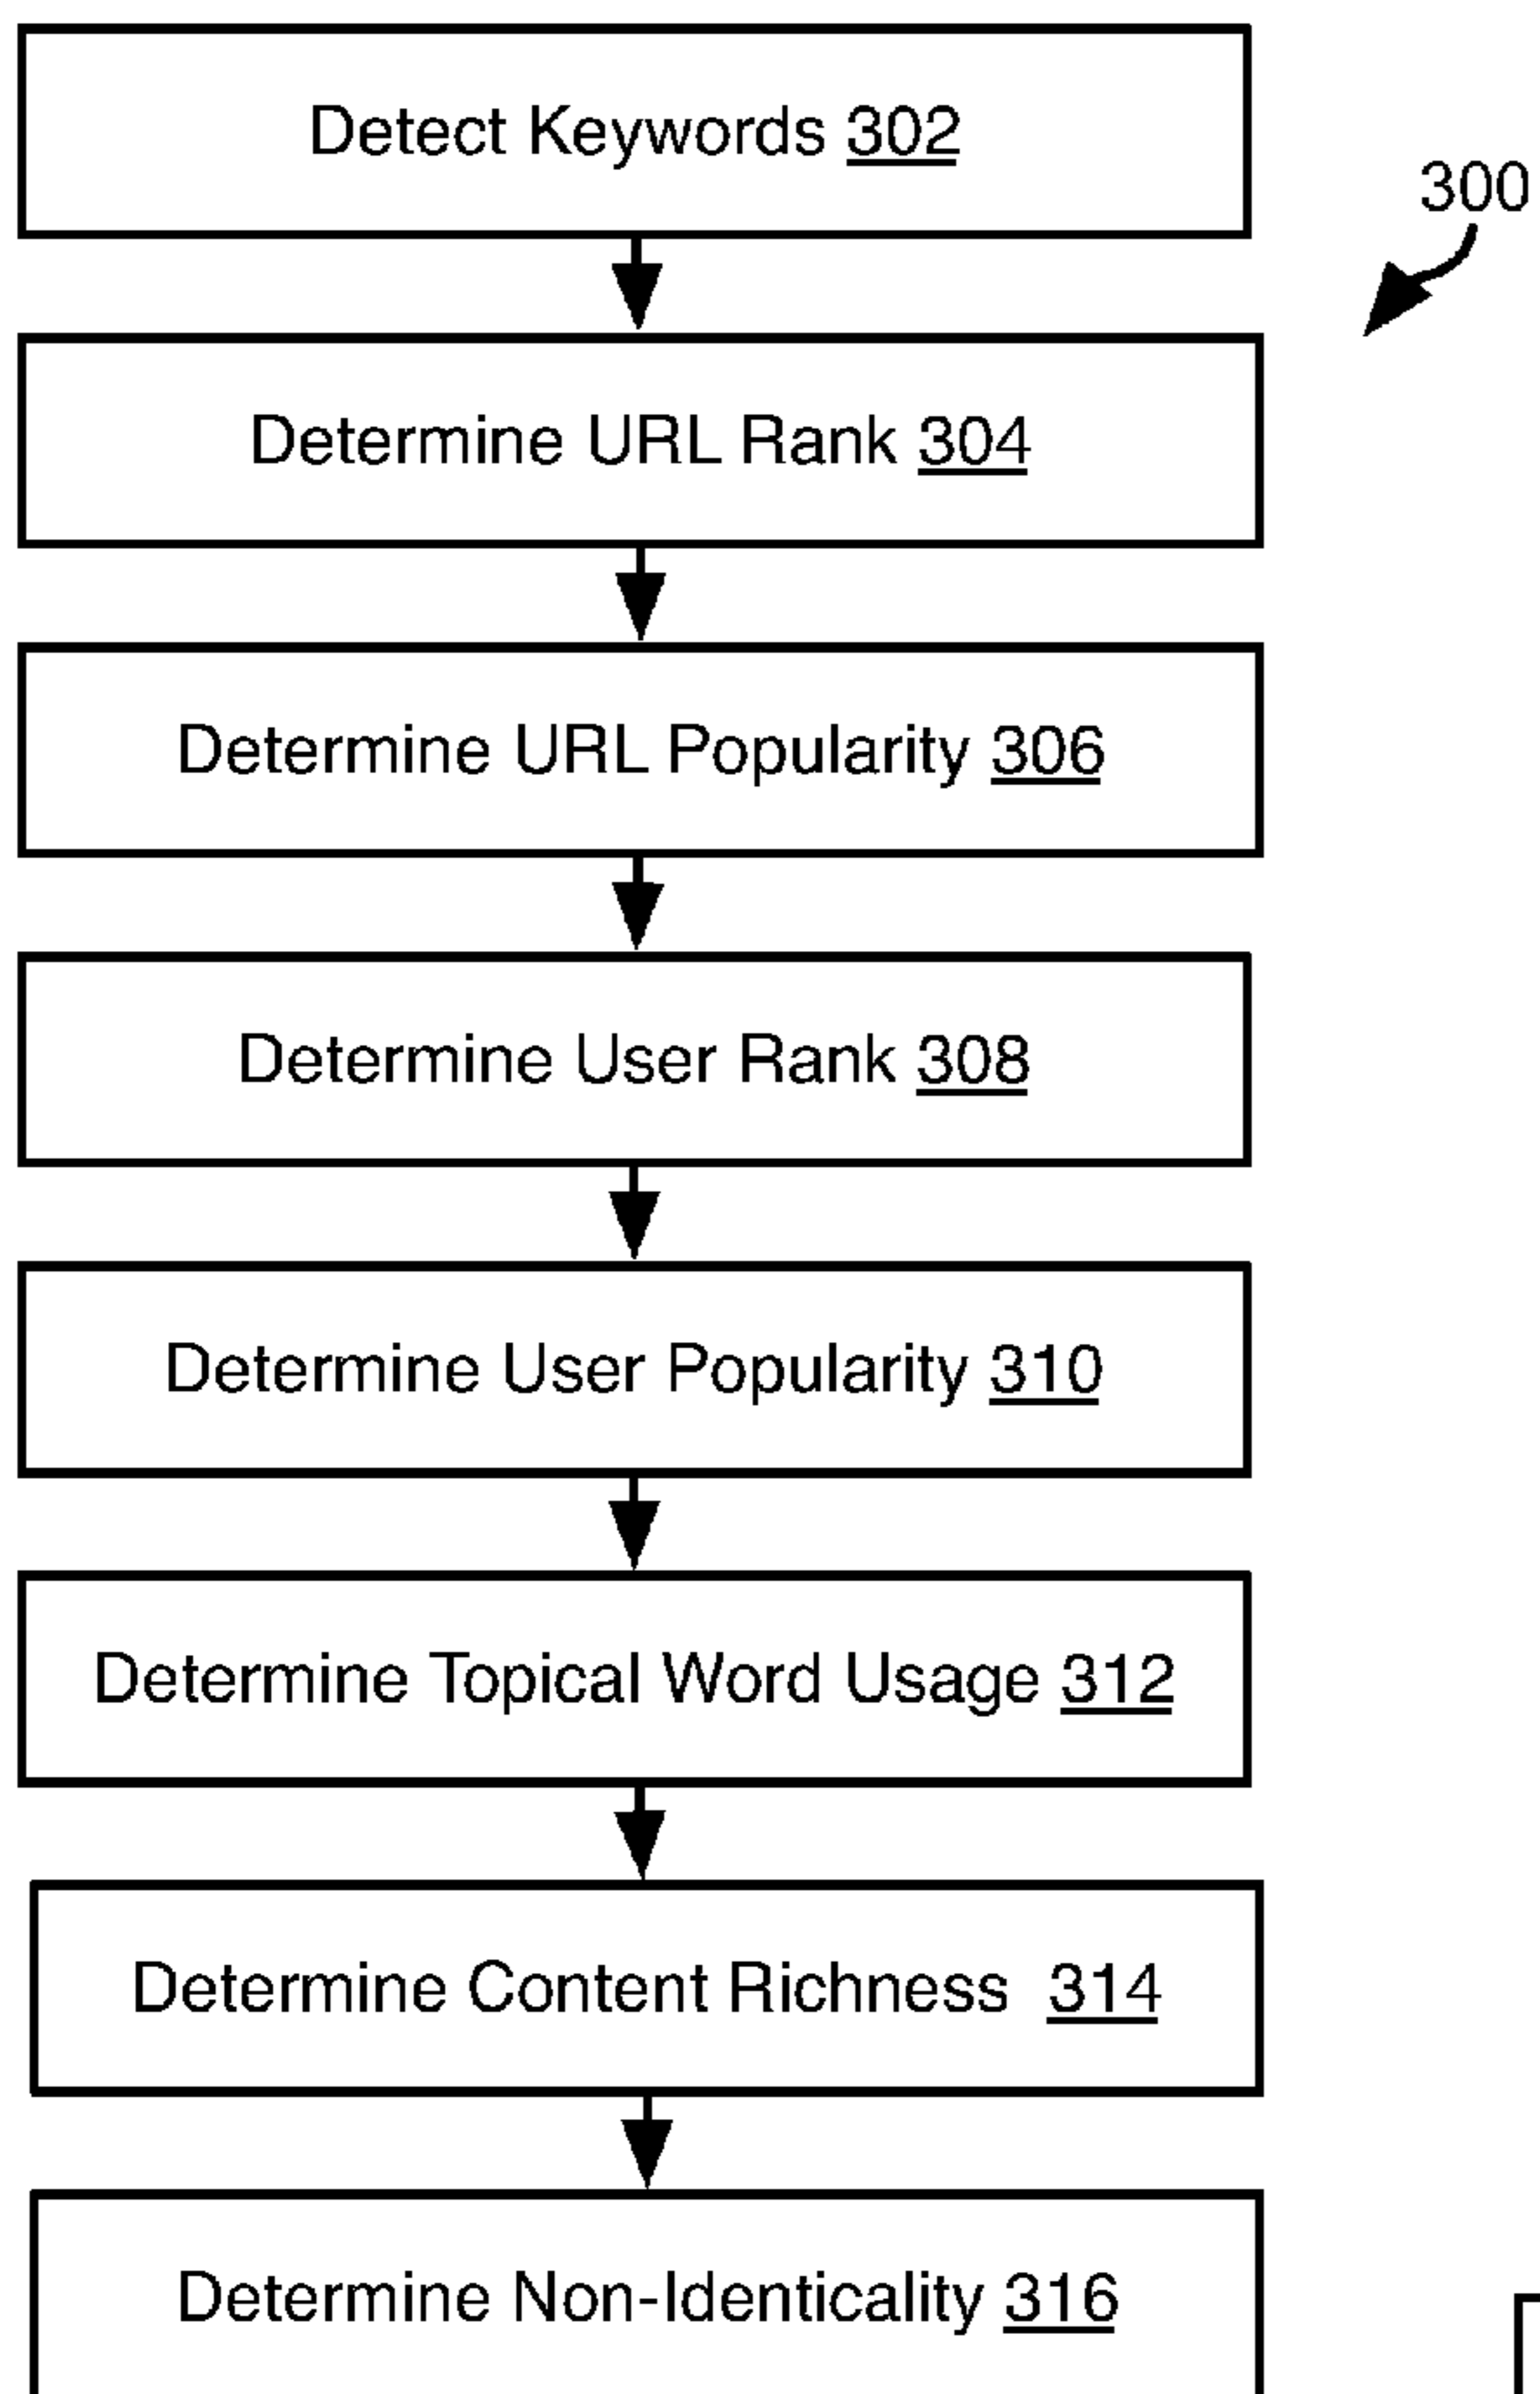 Detect Keywords 302
300
Determine URL Rank 304
Determine URL Popularity 306
Determine User Rank 308
Determine User Popularity 310
Determine Topical Word Usage 312
Determine Content Richness 314
Determine Non-Identicality 316